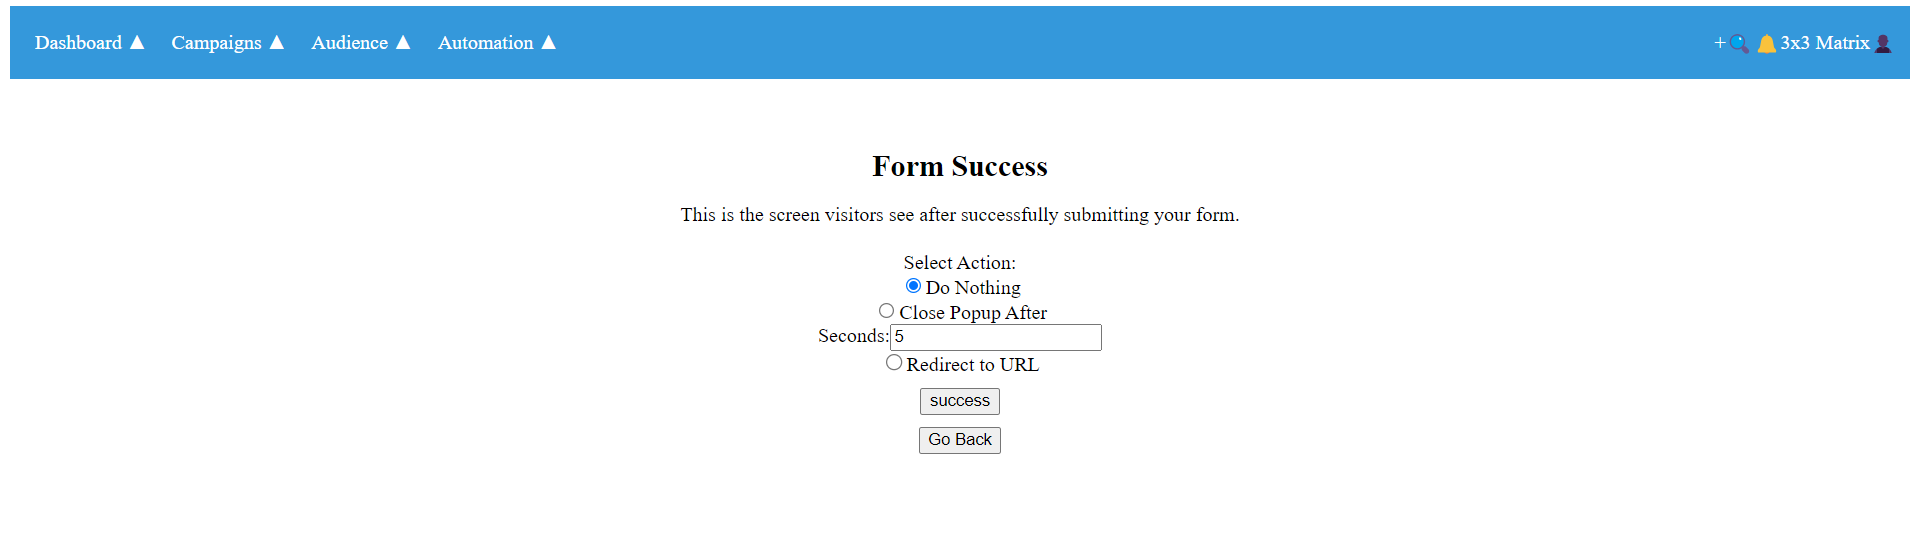 Dashboard ▲ Campaigns ▲ Audience ▲ Automation ▲ + 3x3 Matrix
Form Success
This is the screen visitors see after successfully submitting your form.
Select Action:
Do Nothing
Close Popup After
Seconds: 5
Redirect to URL
success
Go Back